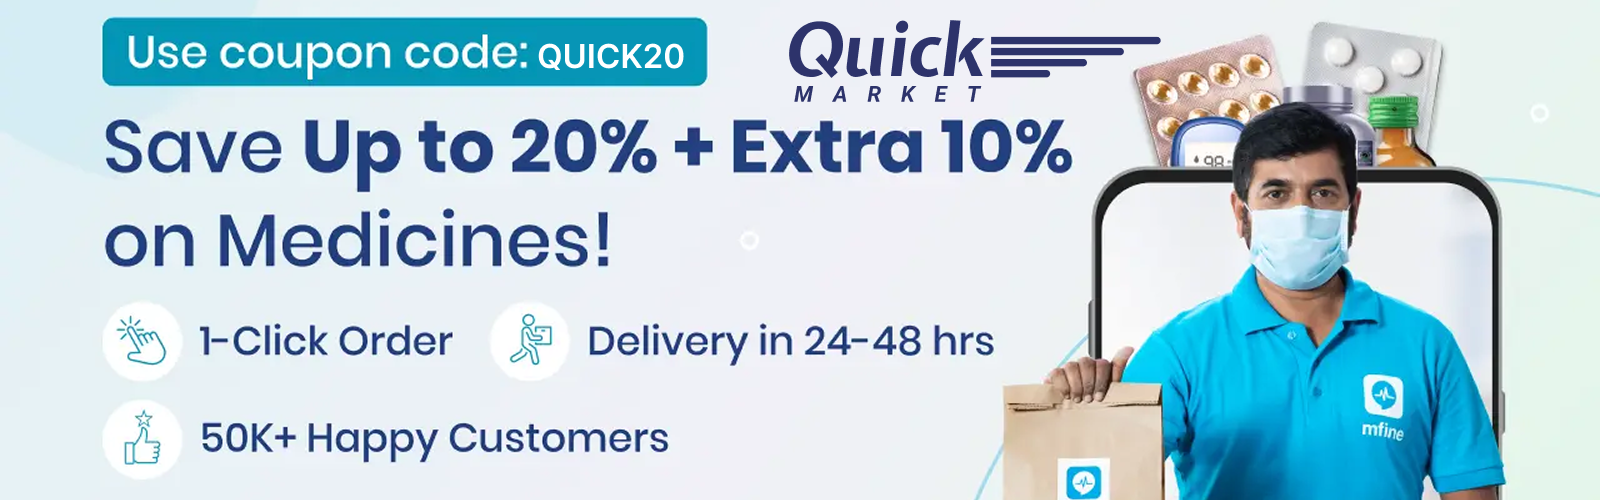 Use coupon code: QUICK20
Quick
MARKET
Save Up to 20% + Extra 10%
on Medicines!
1-Click Order
Delivery in 24-48 hrs
50K+ Happy Customers
98
mfine